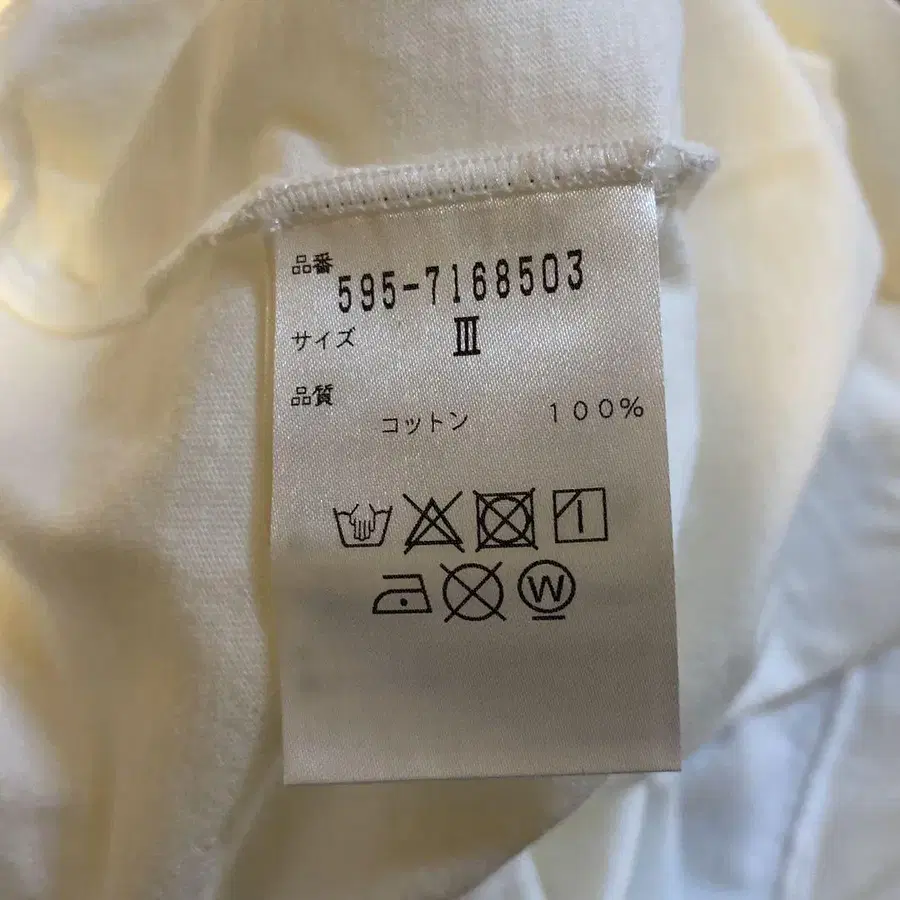 品番
595-7168503
サイズ III
品質
コットン 100%
W